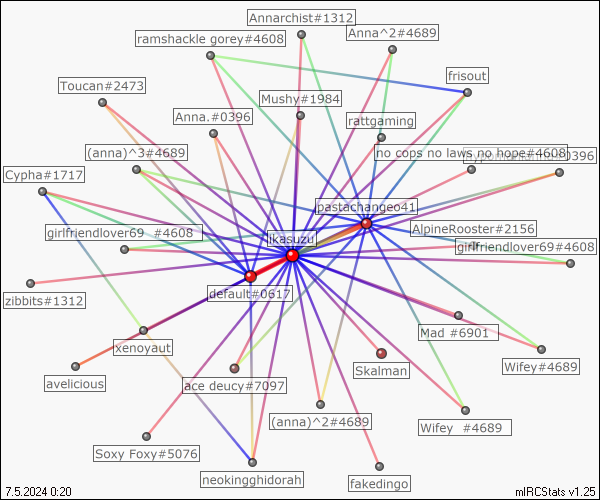 Annarchist#1312
ramshackle gorey#4608
Anna^2#4689
frisout
Toucan#2473
Mushy#1984
Anna.#0396
rattgaming
(anna)^3#4689
no cops no laws no hope#4608
0396
Cypha#1717
pastachangeo41
girlfriendlover69_#4608
ikasuzu
AlpineRooster#2156
girlfriendlover69#4608
zibbits#1312
default#0617
Mad #6901
xenoyaut
Wifey#4689
Skalman
avelicious
ace deucy#7097
(anna)^2#4689
Wifey #4689
Soxy Foxy#5076
neokingghidorah
fakedingo
7.5.2024 0:20
mIRCStats v1.25